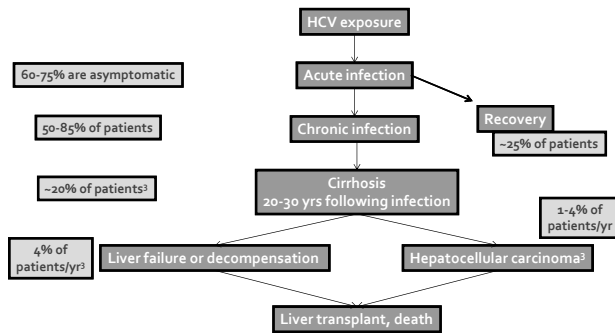 HCV exposure
60-75% are asymptomatic
Acute infection
50-85% of patients
Chronic infection
Recovery
~25% of patients
~20% of patients³
Cirrhosis
20-30 yrs following infection
1-4% of
patients/yr
4% of
patients/yr³
Liver failure or decompensation
Hepatocellular carcinoma³
Liver transplant, death